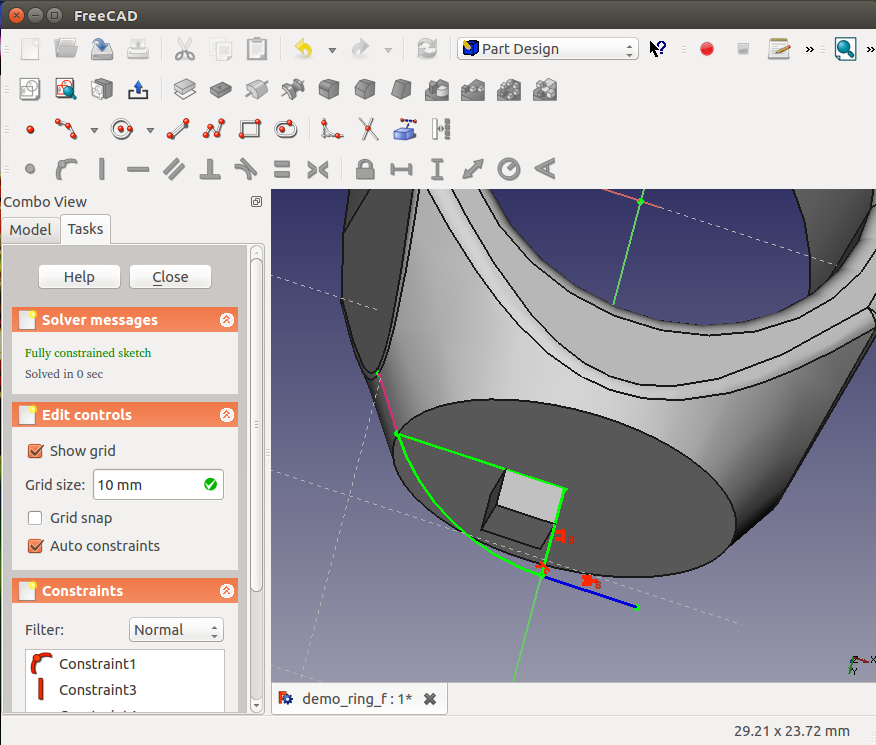 FreeCAD
Part Design
Combo View
Model
Tasks
Help
Close
Solver messages
Fully constrained sketch
Solved in 0 sec
Edit controls
Show grid
Grid size:
10 mm
Grid snap
Auto constraints
Constraints
Filter:
Normal
Constraint1
Constraint3
Z
X
Y
demo_ring_f : 1*
29.21 x 23.72 mm